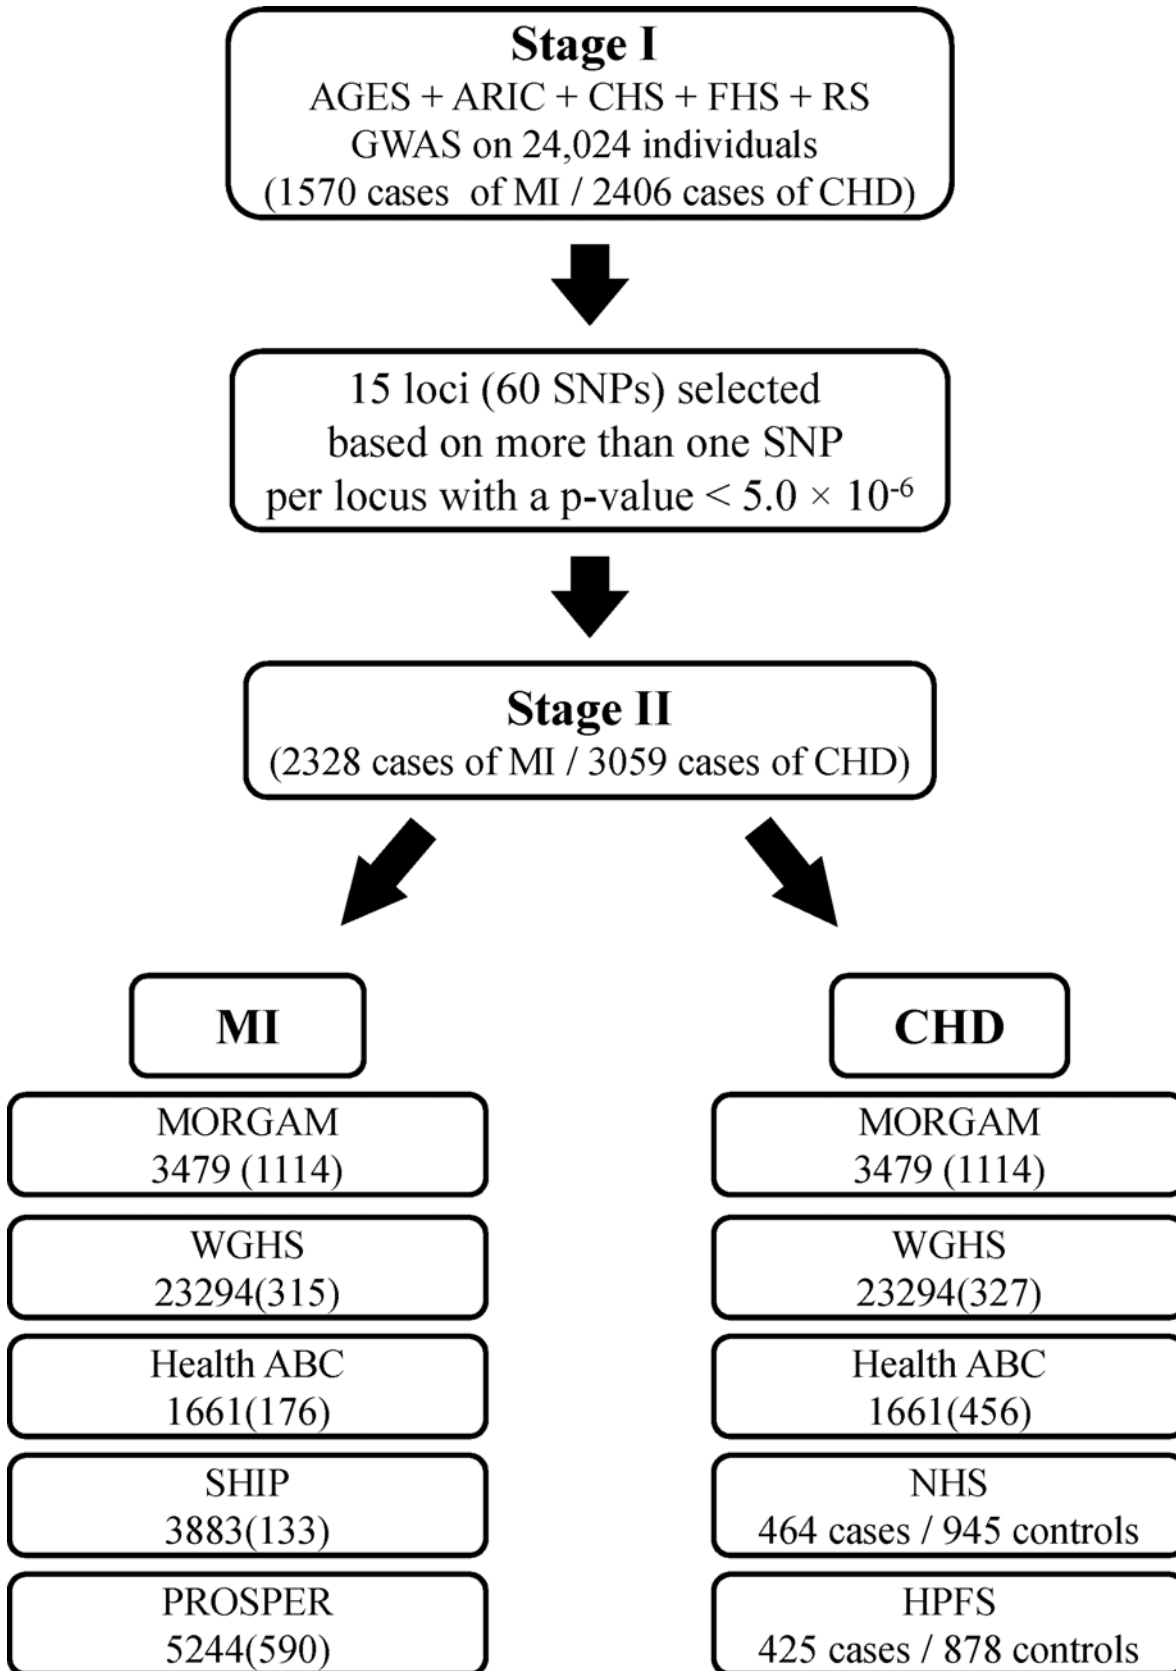 Stage I
AGES + ARIC + CHS + FHS + RS
GWAS on 24,024 individuals
(1570 cases of MI / 2406 cases of CHD)
15 loci (60 SNPs) selected
based on more than one SNP
per locus with a p-value < 5.0 × 10⁻⁶
Stage II
(2328 cases of MI / 3059 cases of CHD)
MI
MORGAM
3479 (1114)
WGHS
23294(315)
Health ABC
1661(176)
SHIP
3883(133)
PROSPER
5244(590)
CHD
MORGAM
3479 (1114)
WGHS
23294(327)
Health ABC
1661(456)
NHS
464 cases / 945 controls
HPFS
425 cases / 878 controls